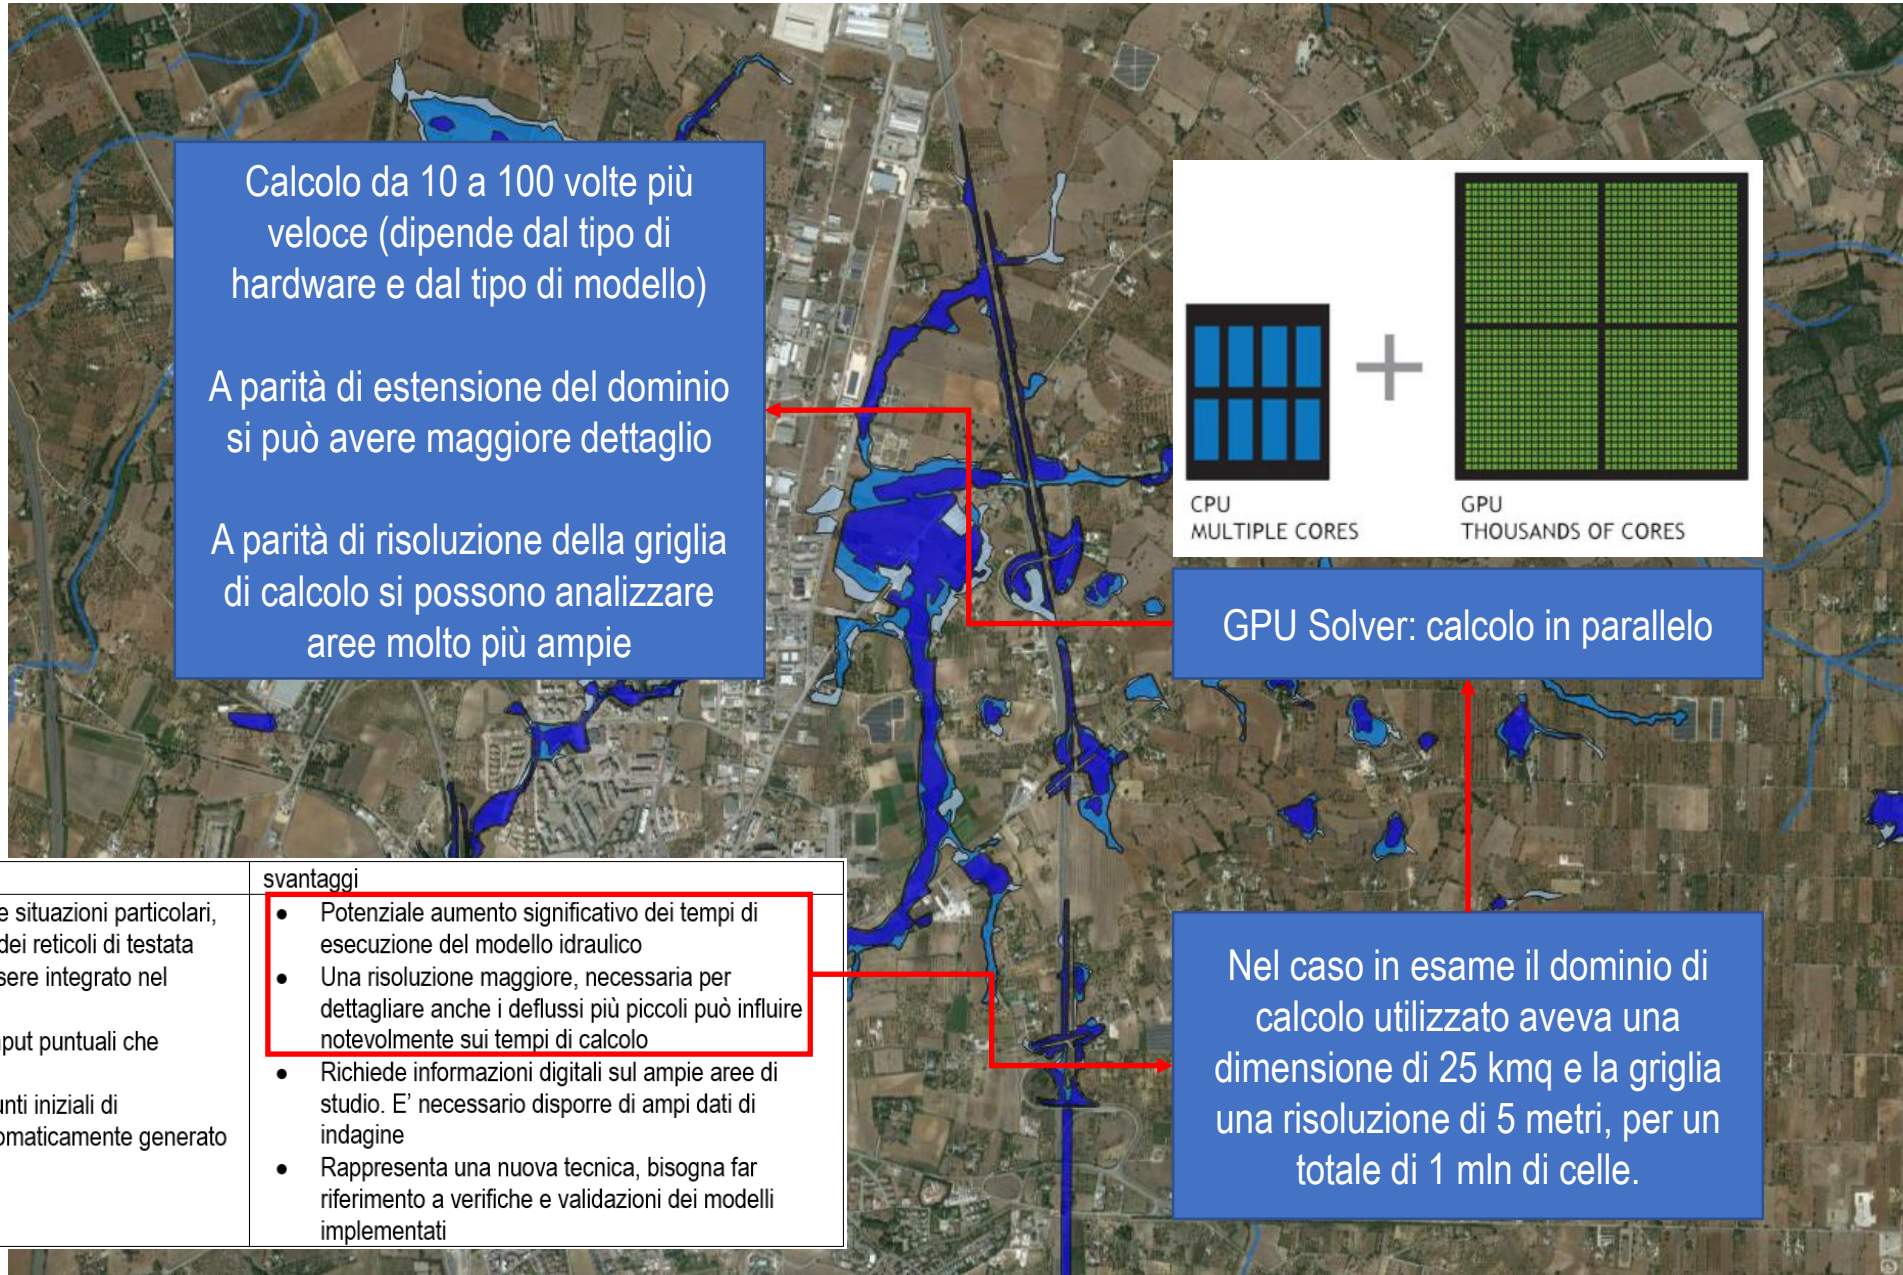 Calcolo da 10 a 100 volte più
veloce (dipende dal tipo di
hardware e dal tipo di modello)
A parità di estensione del dominio
si può avere maggiore dettaglio
A parità di risoluzione della griglia
di calcolo si possono analizzare
aree molto più ampie
CPU
MULTIPLE CORES
GPU
THOUSANDS OF CORES
GPU Solver: calcolo in parallelo
Nel caso in esame il dominio di
calcolo utilizzato aveva una
dimensione di 25 kmq e la griglia
una risoluzione di 5 metri, per un
totale di 1 mln di celle.
e situazioni particolari,
dei reticoli di testata
sere integrato nel
put puntuali che
unti iniziali di
omaticamente generato
svantaggi
● Potenziale aumento significativo dei tempi di
esecuzione del modello idraulico
● Una risoluzione maggiore, necessaria per
dettagliare anche i deflussi più piccoli può influire
notevolmente sui tempi di calcolo
● Richiede informazioni digitali sul ampie aree di
studio. E' necessario disporre di ampi dati di
indagine
● Rappresenta una nuova tecnica, bisogna far
riferimento a verifiche e validazioni dei modelli
implementati